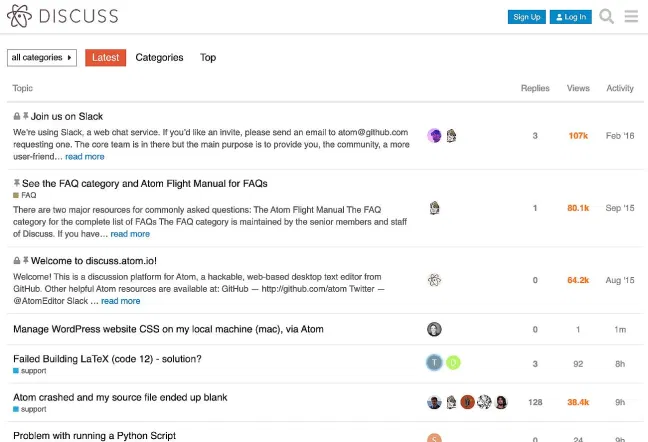 DISCUSS
Sign Up
Log In
all categories
Latest
Categories
Top
Topic
Replies
Views
Activity
Join us on Slack
We're using Slack, a web chat service. If you'd like an invite, please send an email to atom@github.com
requesting one. The core team is in there but the main purpose is to provide you, the community, a more
user-friend… read more
3
107k
Feb '16
See the FAQ category and Atom Flight Manual for FAQs
FAQ
There are two major resources for commonly asked questions: The Atom Flight Manual The FAQ
category for the complete list of FAQs The FAQ category is maintained by the senior members and staff
of Discuss. If you have… read more
1
80.1k
Sep '15
Welcome to discuss.atom.io!
Welcome! This is a discussion platform for Atom, a hackable, web-based desktop text editor from
GitHub. Other helpful Atom resources are available at: GitHub — http://github.com/atom Twitter —
@AtomEditor Slack … read more
0
64.2k
Aug '15
Manage WordPress website CSS on my local machine (mac), via Atom
0
1
1m
Failed Building LaTeX (code 12) - solution?
support
T
D
3
92
8h
Atom crashed and my source file ended up blank
support
128
38.4k
9h
Problem with running a Python Script
S
0
24
9h